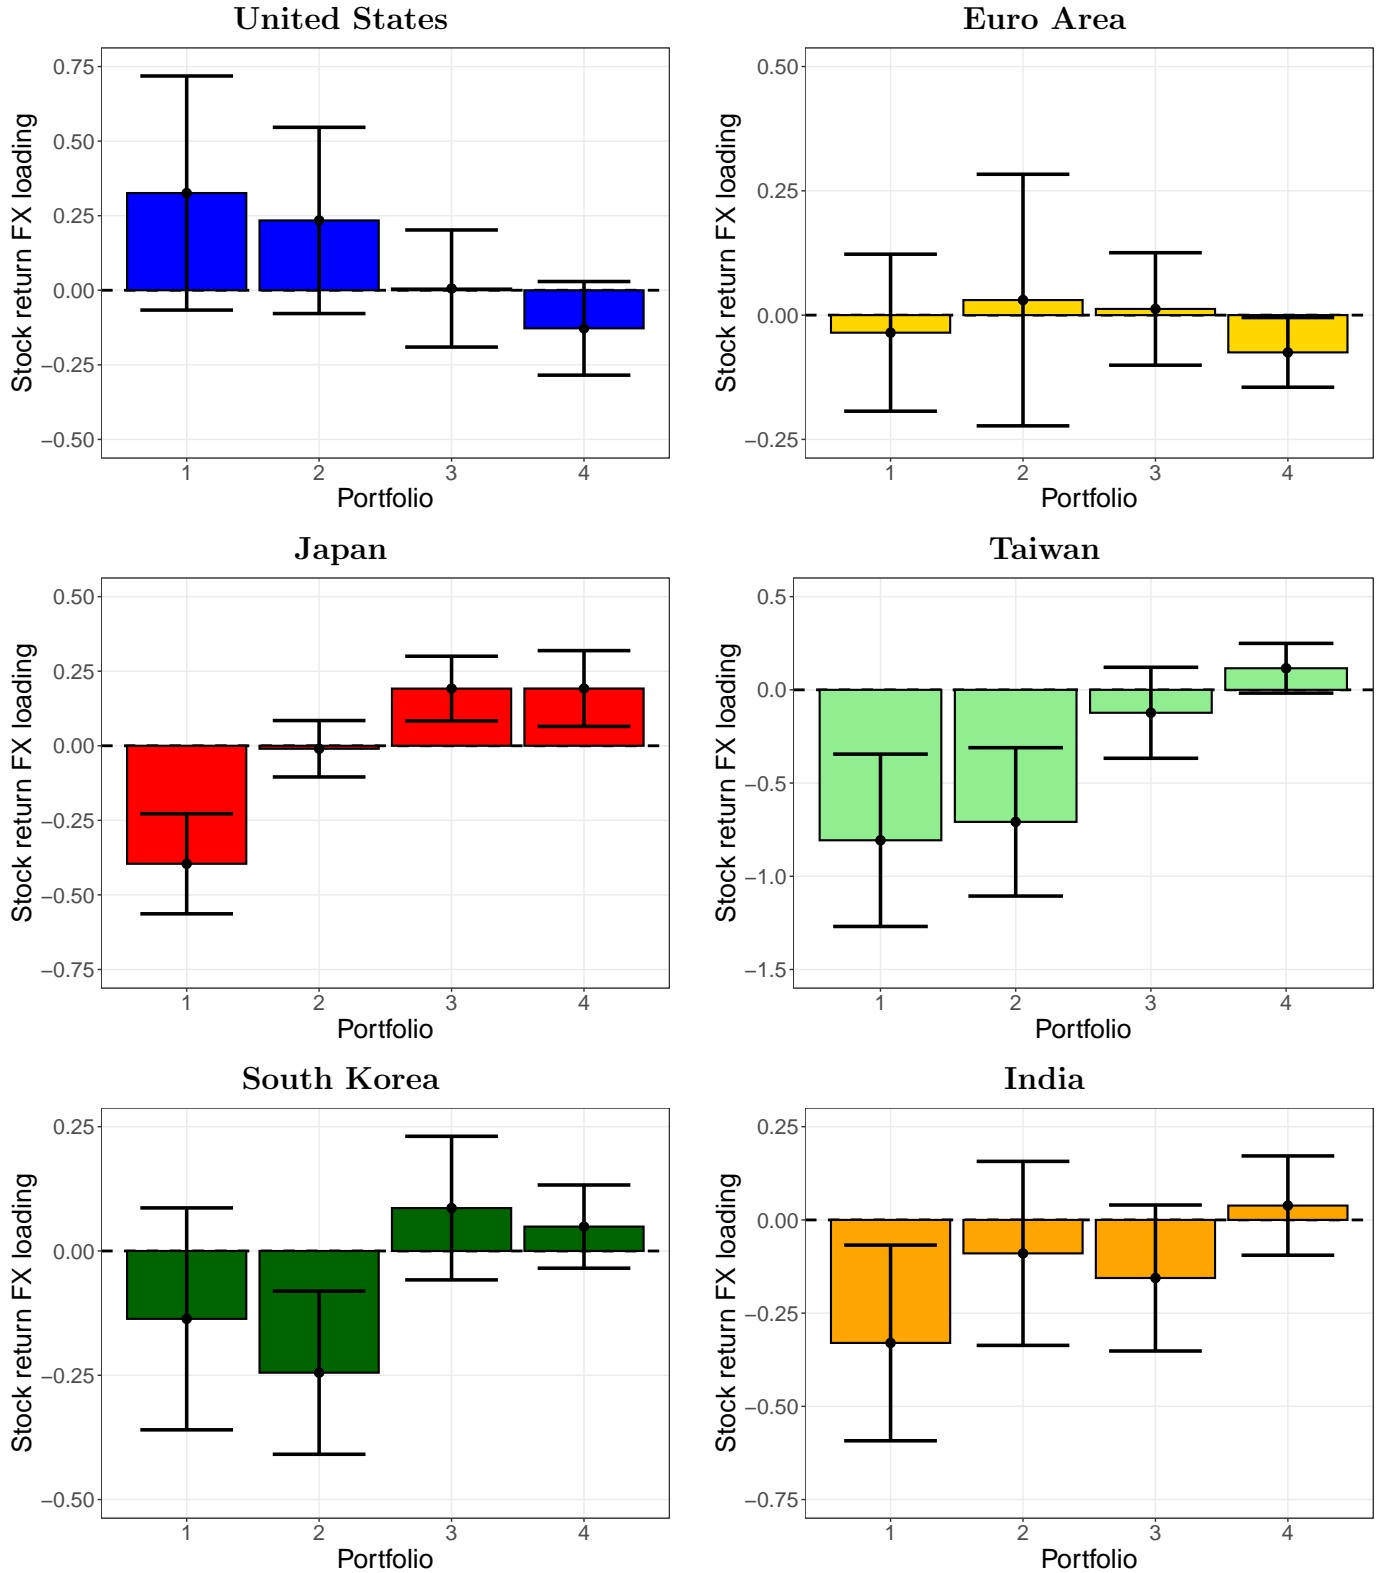 United States
Stock return FX loading
0.75
0.50
0.25
0.00
−0.25
−0.50
1 2 3 4
Portfolio
Euro Area
Stock return FX loading
0.50
0.25
0.00
−0.25
1 2 3 4
Portfolio
Japan
Stock return FX loading
0.50
0.25
0.00
−0.25
−0.50
−0.75
1 2 3 4
Portfolio
Taiwan
Stock return FX loading
0.5
0.0
−0.5
−1.0
−1.5
1 2 3 4
Portfolio
South Korea
Stock return FX loading
0.25
0.00
−0.25
−0.50
1 2 3 4
Portfolio
India
Stock return FX loading
0.25
0.00
−0.25
−0.50
−0.75
1 2 3 4
Portfolio